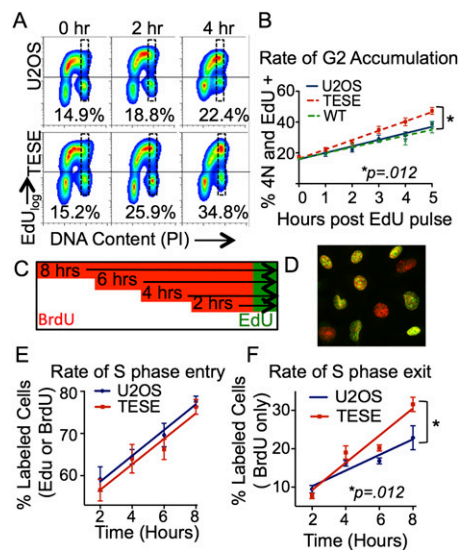 A
0 hr 2 hr 4 hr
U2OS
14.9% 18.8% 22.4%
TESE
15.2% 25.9% 34.8%
EdUlog
DNA Content (PI)
B
Rate of G2 Accumulation
% 4N and EdU +
60
40
20
U2OS
TESE
WT
*
*p=.012
0 1 2 3 4 5
Hours post EdU pulse
C
8 hrs
6 hrs
4 hrs
2 hrs
BrdU
EdU
D
E
Rate of S phase entry
% Labeled Cells
(Edu or BrdU)
80
70
60
U2OS
TESE
2 4 6 8
Time (Hours)
F
Rate of S phase exit
% Labeled Cells
( BrdU only)
30
20
10
U2OS
TESE
*
*p=.012
2 4 6 8
Time (Hours)